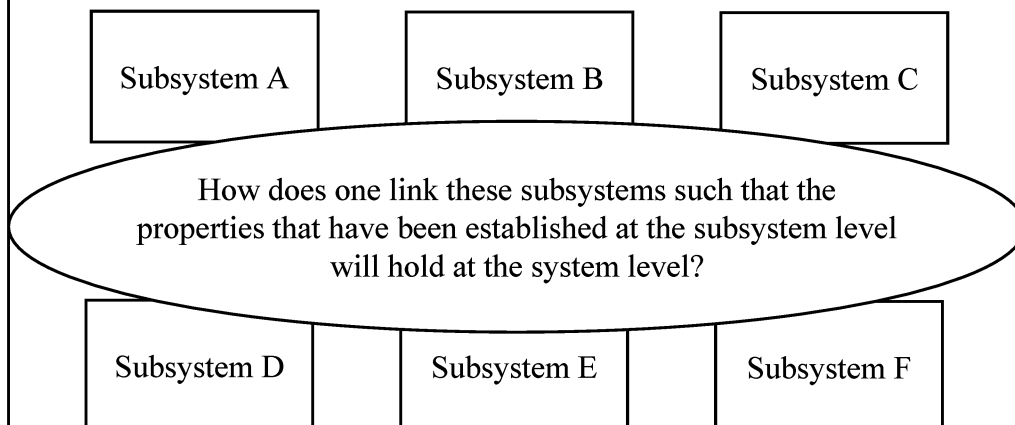 Subsystem A
Subsystem B
Subsystem C
How does one link these subsystems such that the
properties that have been established at the subsystem level
will hold at the system level?
Subsystem D
Subsystem E
Subsystem F